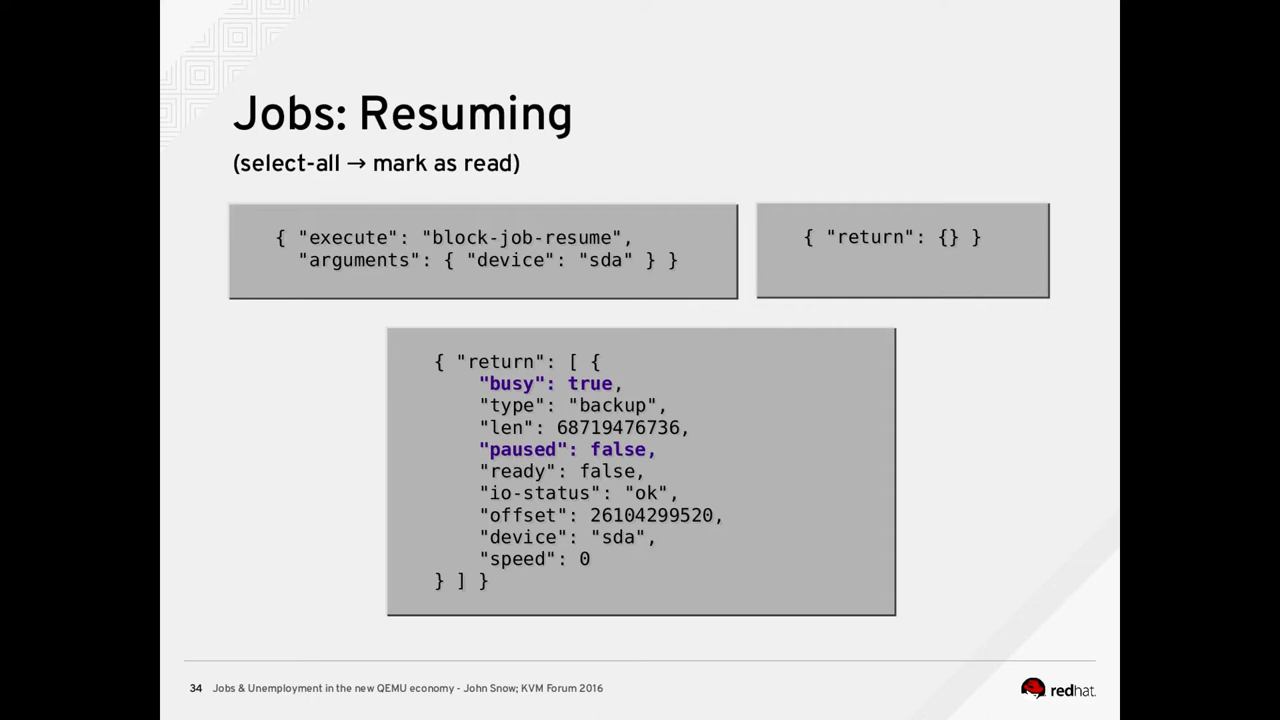 Jobs: Resuming
(select-all → mark as read)
{ "execute": "block-job-resume",
"arguments": { "device": "sda" } }
{ "return": {} }
{ "return": [ {
"busy": true,
"type": "backup",
"len": 68719476736,
"paused": false,
"ready": false,
"io-status": "ok",
"offset": 26104299520,
"device": "sda",
"speed": 0
} ] }
34 Jobs & Unemployment in the new QEMU economy - John Snow; KVM Forum 2016
redhat.